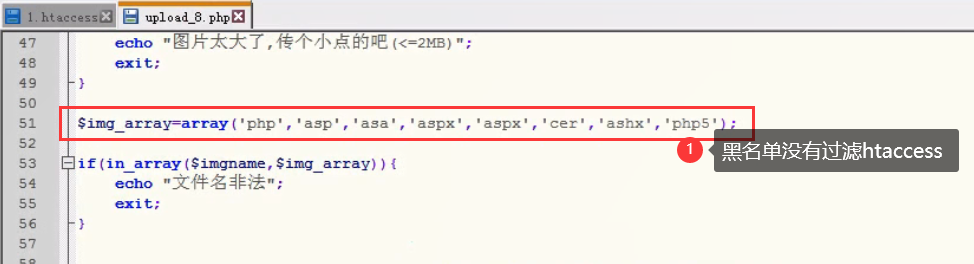 1.htaccess upload_8.php
47 echo "图片太大了,传个小点的吧(<=2MB)";
48 exit;
49 }
50
51 $img_array=array('php','asp','asa','aspx','aspx','cer','ashx','php5');
52
1 黑名单没有过滤htaccess
53 if(in_array($imgname,$img_array)){
54 echo "文件名非法";
55 exit;
56 }
57
58